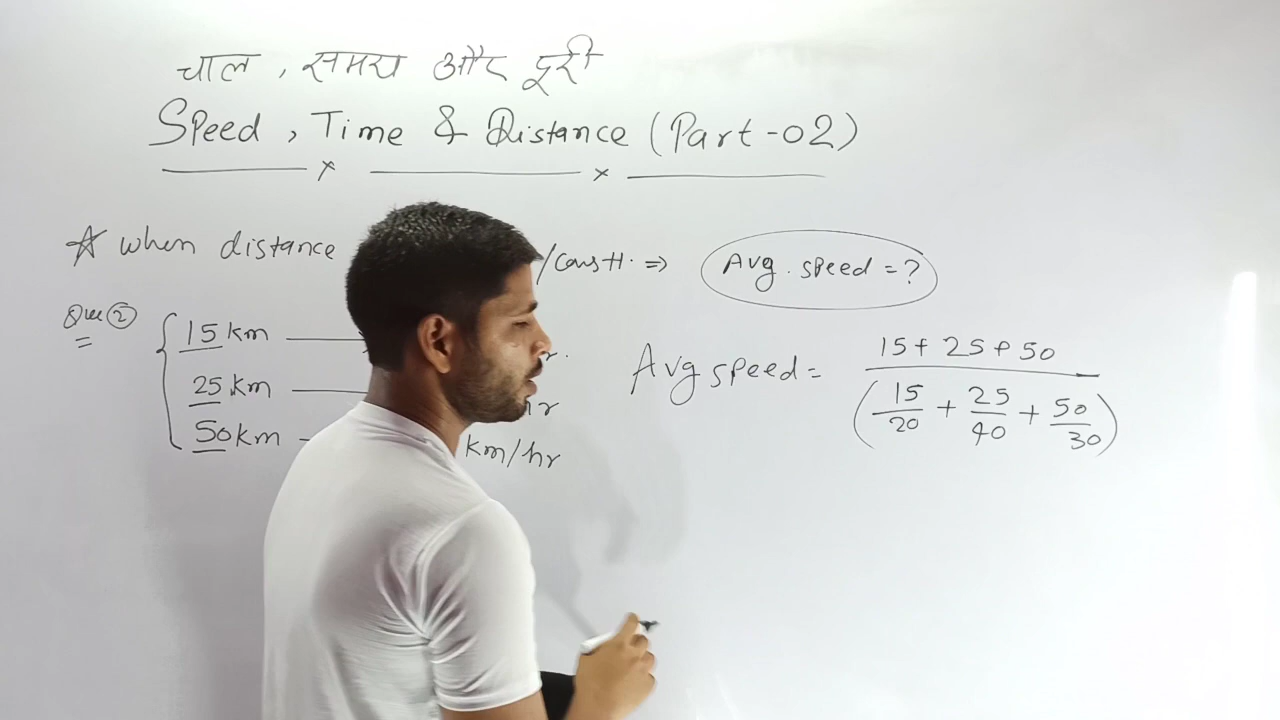 चाल, समय और दूरी
Speed, Time & Distance (Part-02)
☆ when distance /Constt. ⇒ Avg. speed = ?
Que ②
15 km r.
25 km hr
50 km km/hr
Avg speed = 15 + 25 + 50
(15/20 + 25/40 + 50/30)